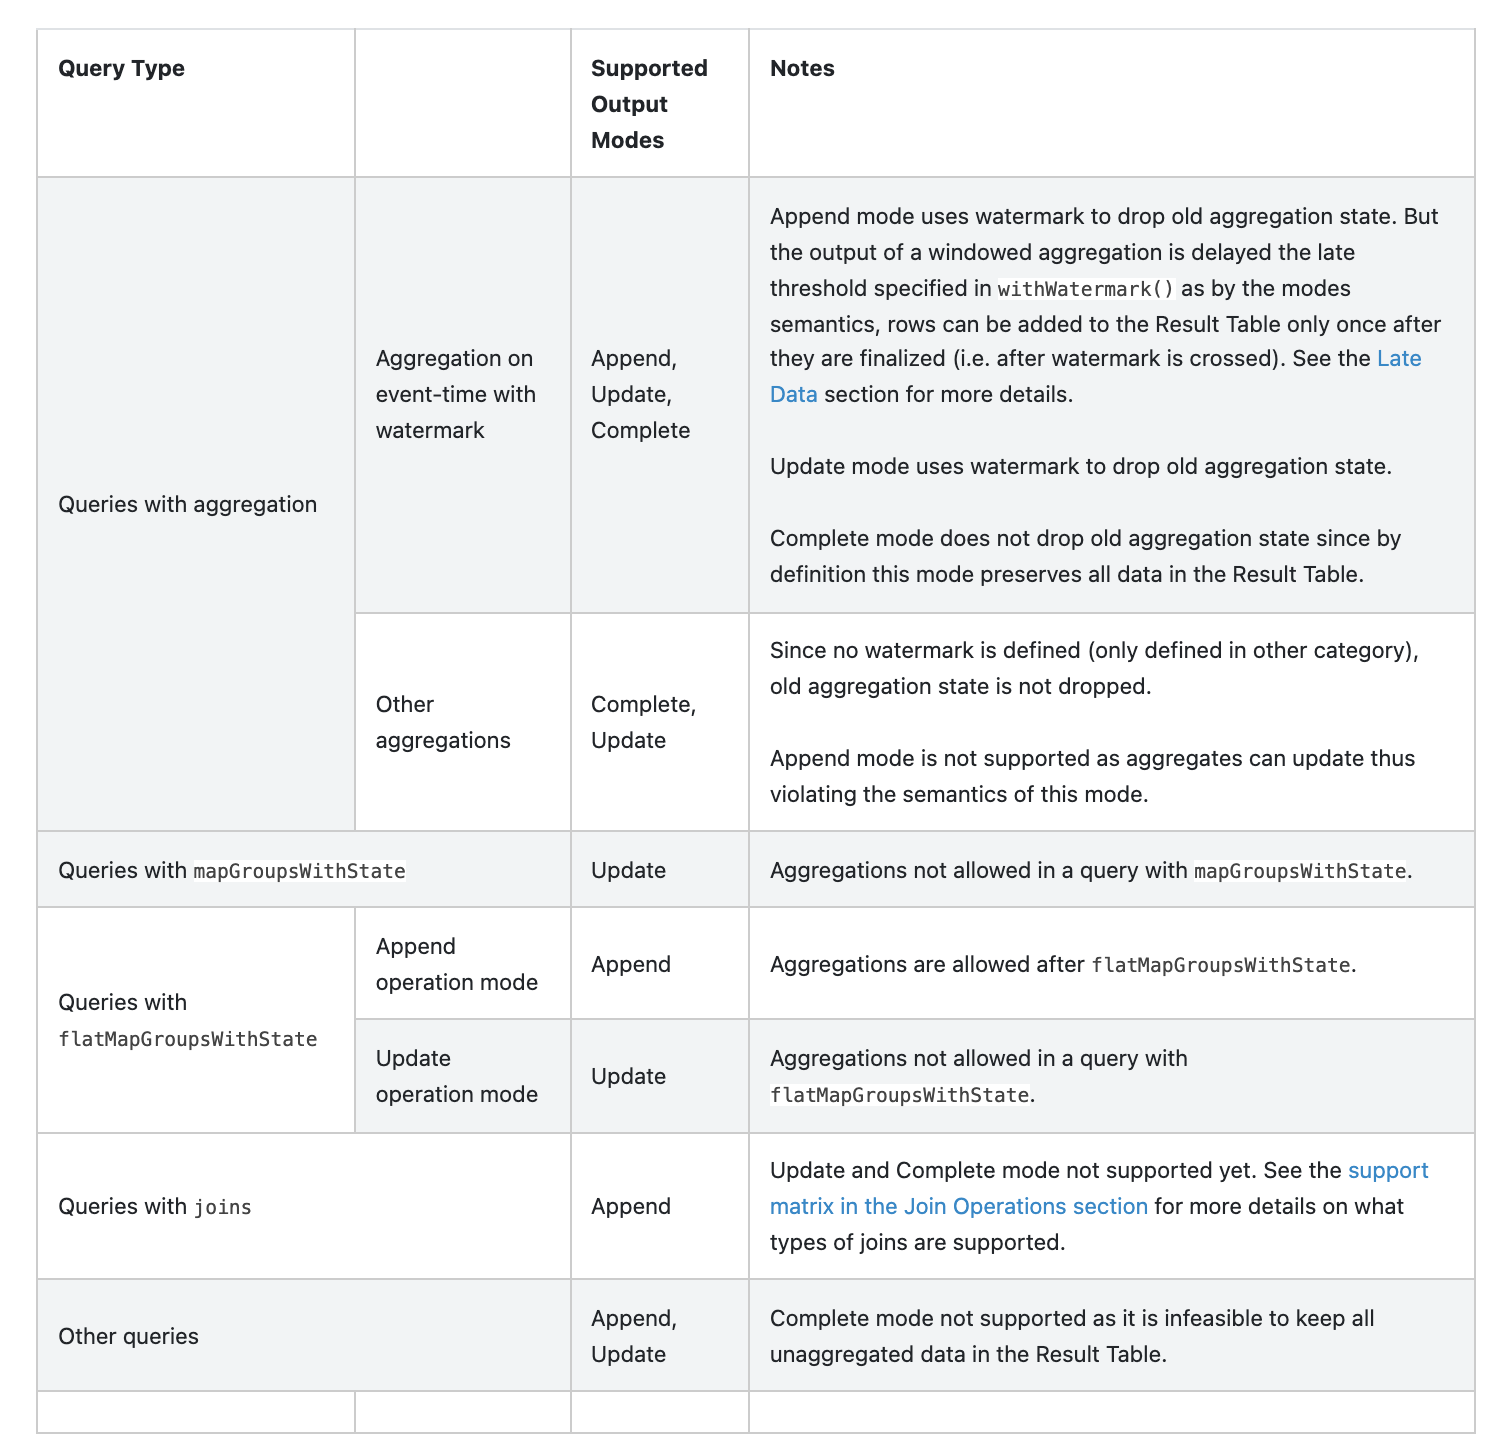 Query Type
Supported
Output
Modes
Notes
Queries with aggregation
Aggregation on
event-time with
watermark
Append,
Update,
Complete
Append mode uses watermark to drop old aggregation state. But
the output of a windowed aggregation is delayed the late
threshold specified in withWatermark() as by the modes
semantics, rows can be added to the Result Table only once after
they are finalized (i.e. after watermark is crossed). See the Late
Data section for more details.
Update mode uses watermark to drop old aggregation state.
Complete mode does not drop old aggregation state since by
definition this mode preserves all data in the Result Table.
Other
aggregations
Complete,
Update
Since no watermark is defined (only defined in other category),
old aggregation state is not dropped.
Append mode is not supported as aggregates can update thus
violating the semantics of this mode.
Queries with mapGroupsWithState
Update
Aggregations not allowed in a query with mapGroupsWithState.
Queries with
flatMapGroupsWithState
Append
operation mode
Append
Aggregations are allowed after flatMapGroupsWithState.
Update
operation mode
Update
Aggregations not allowed in a query with
flatMapGroupsWithState.
Queries with joins
Append
Update and Complete mode not supported yet. See the support
matrix in the Join Operations section for more details on what
types of joins are supported.
Other queries
Append,
Update
Complete mode not supported as it is infeasible to keep all
unaggregated data in the Result Table.